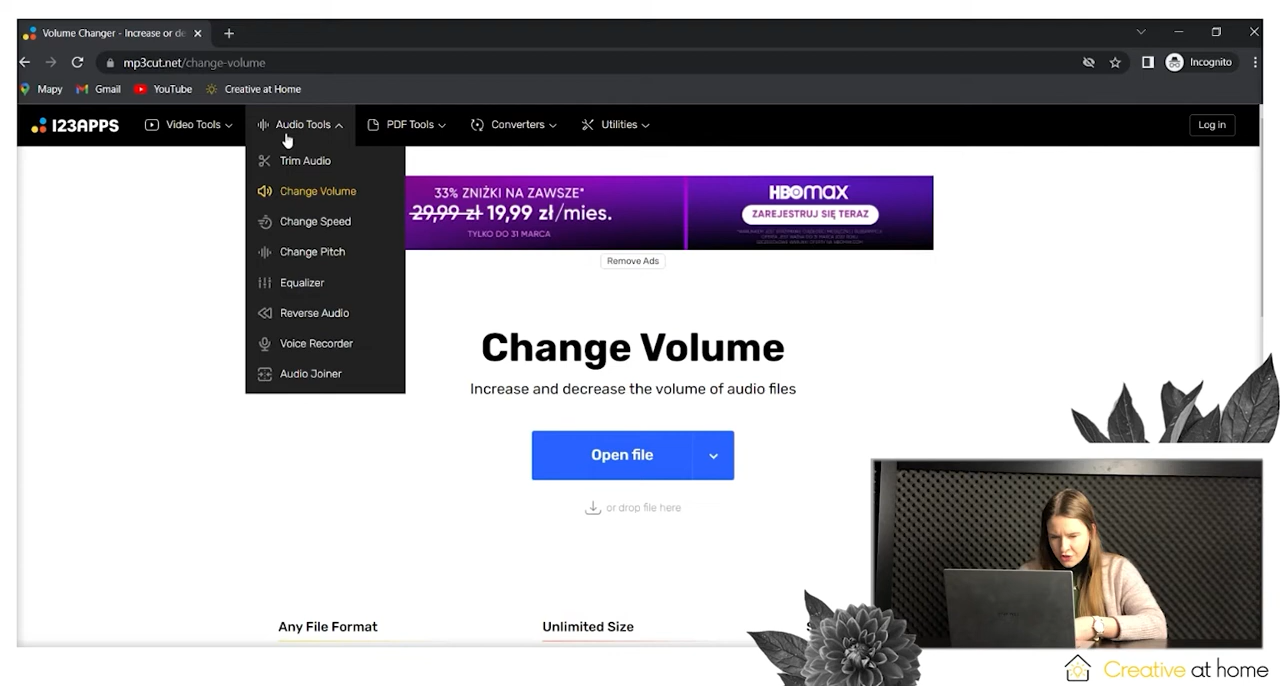 Volume Changer - Increase or de
mp3cut.net/change-volume
Incognito
Mapy
Gmail
YouTube
Creative at Home
123APPS
Video Tools
Audio Tools
PDF Tools
Converters
Utilities
Log in
Trim Audio
Change Volume
Change Speed
Change Pitch
Equalizer
Reverse Audio
Voice Recorder
Audio Joiner
33% ZNIŻKI NA ZAWSZE*
29,99 zł 19,99 zł/mies.
TYLKO DO 31 MARCA
HBOMAX
ZAREJESTRUJ SIĘ TERAZ
Remove Ads
Change Volume
Increase and decrease the volume of audio files
Open file
or drop file here
Any File Format
Unlimited Size
Creative at home